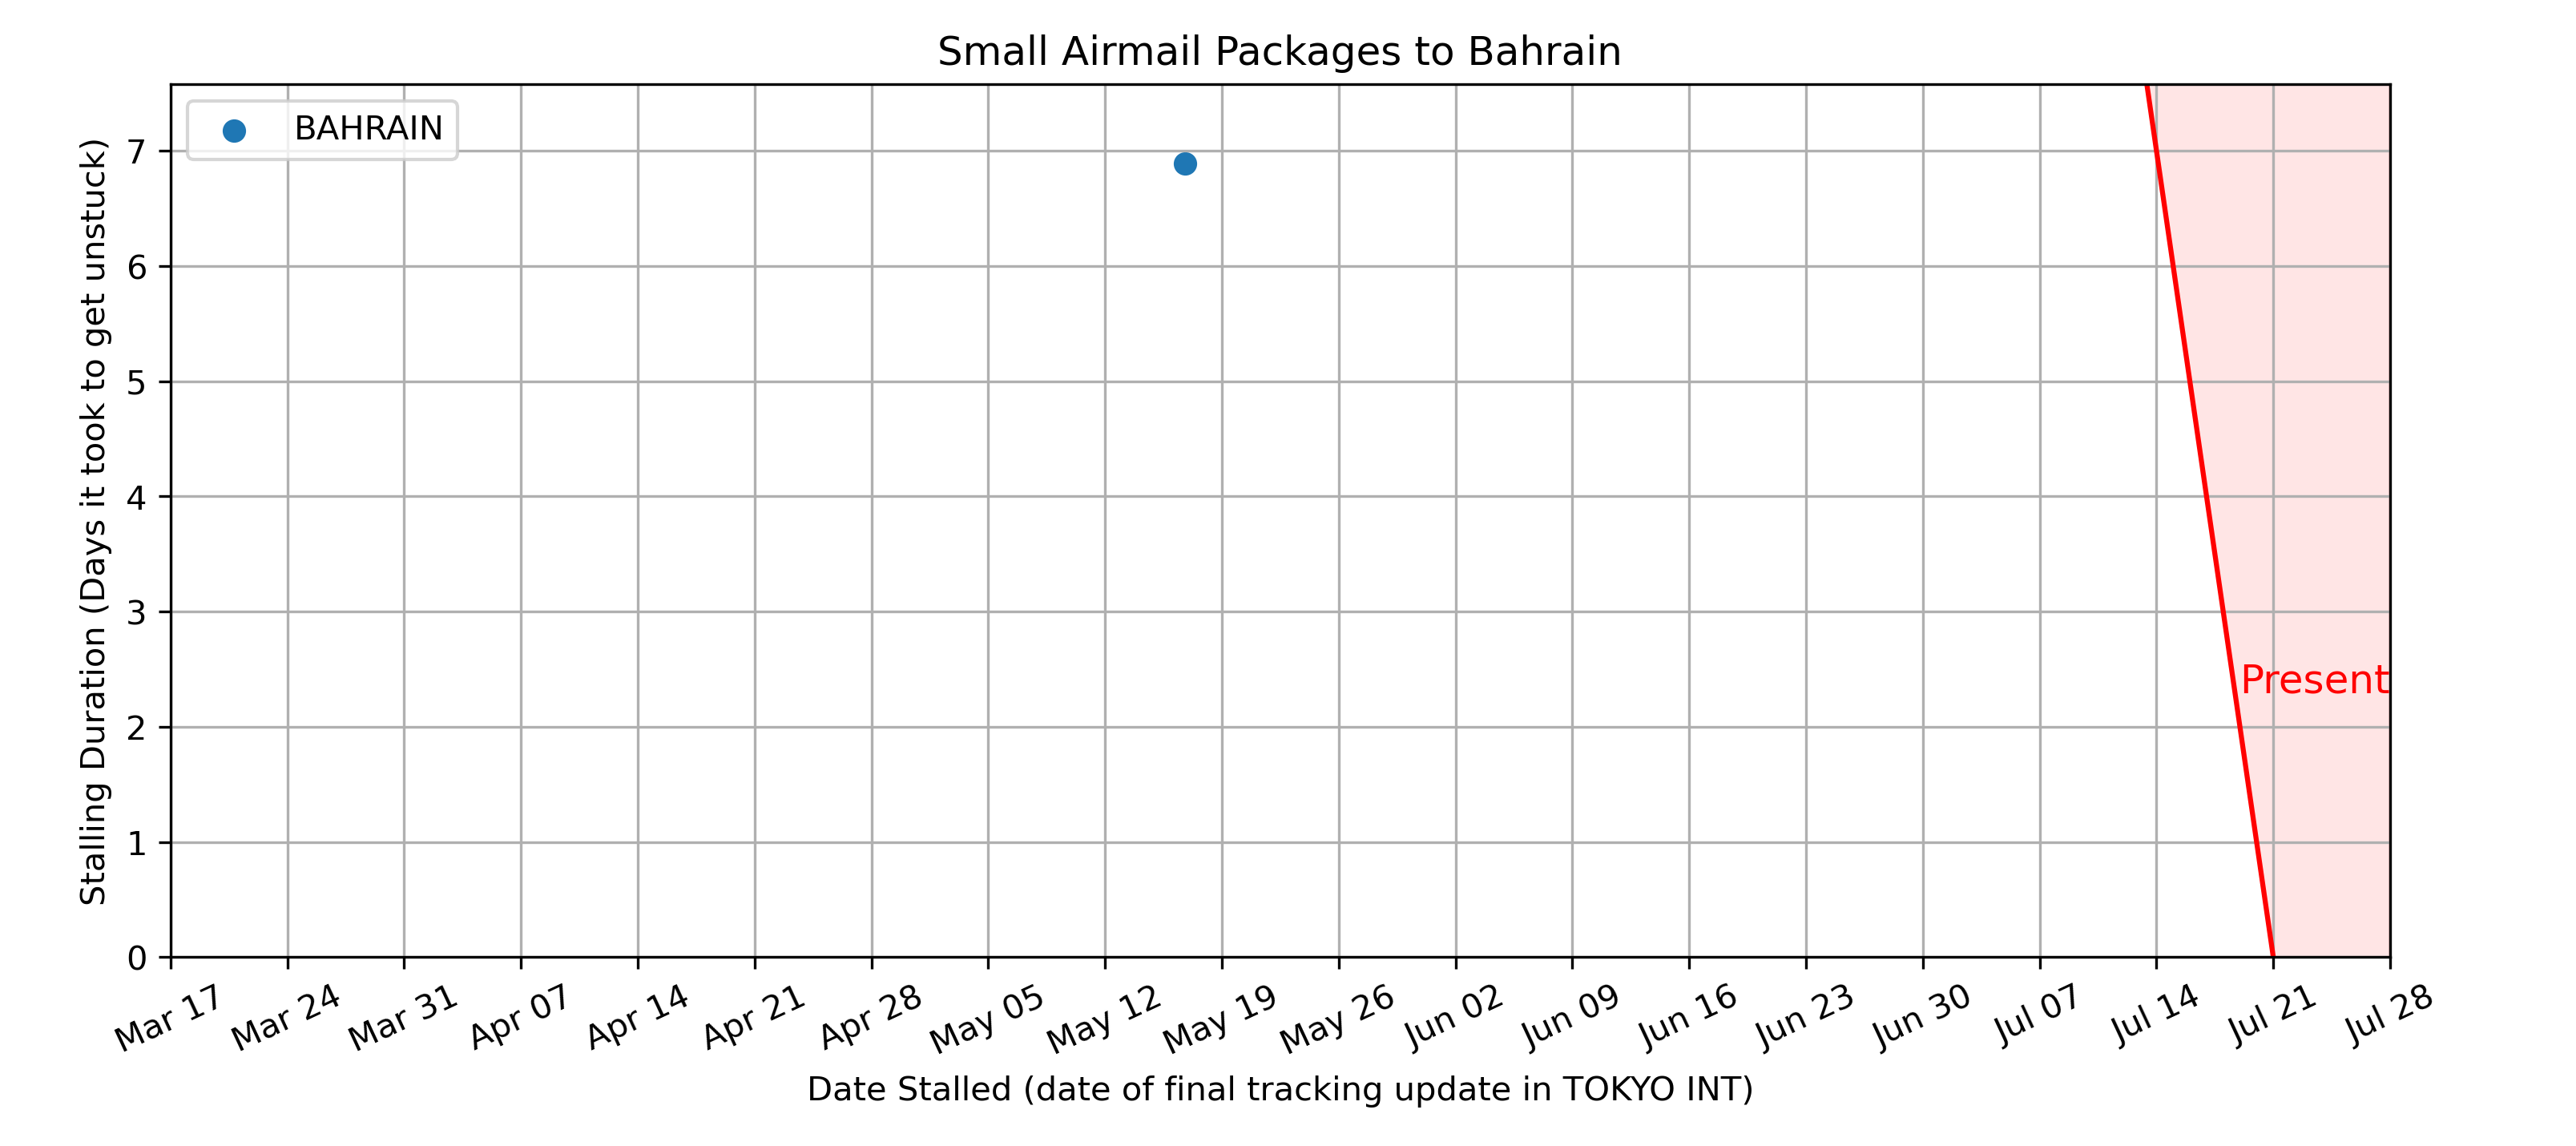 Small Airmail Packages to Bahrain
BAHRAIN
Stalling Duration (Days it took to get unstuck)
7
6
5
4
3
2
1
0
Present
Mar 17
Mar 24
Mar 31
Apr 07
Apr 14
Apr 21
Apr 28
May 05
May 12
May 19
May 26
Jun 02
Jun 09
Jun 16
Jun 23
Jun 30
Jul 07
Jul 14
Jul 21
Jul 28
Date Stalled (date of final tracking update in TOKYO INT)